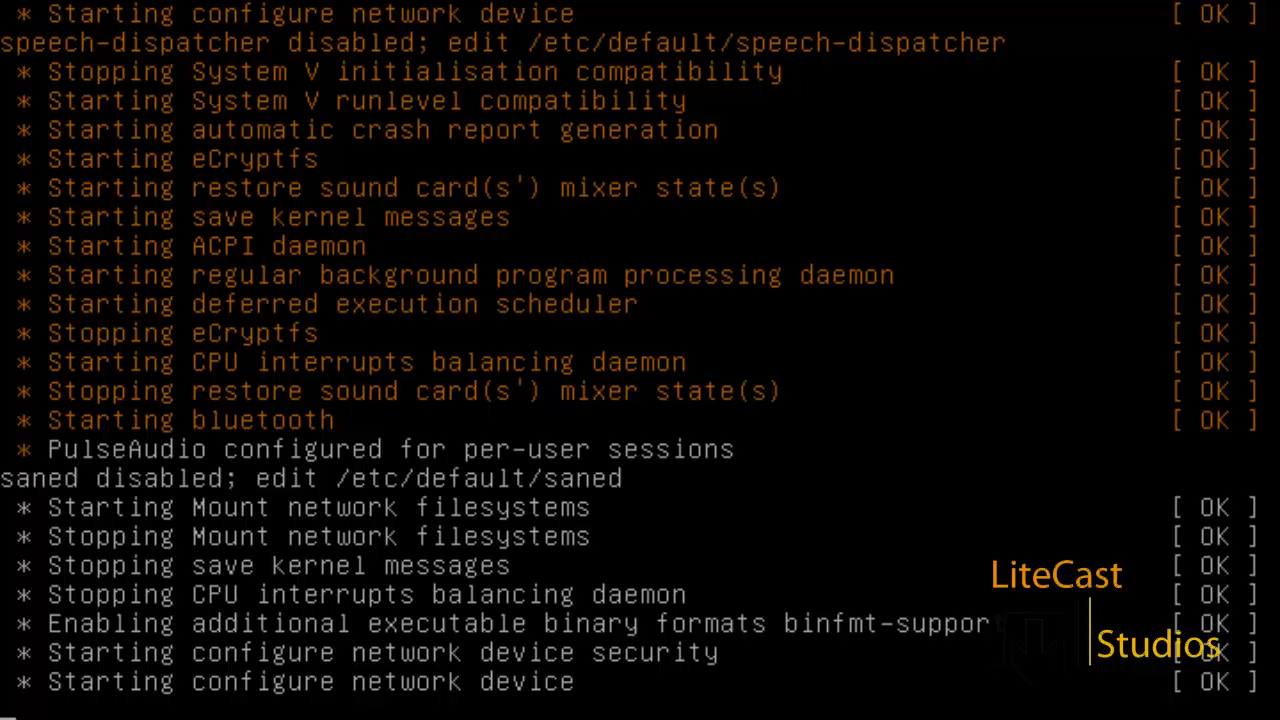 * Starting configure network device [ OK ]
speech-dispatcher disabled; edit /etc/default/speech-dispatcher
* Stopping System V initialisation compatibility [ OK ]
* Starting System V runlevel compatibility [ OK ]
* Starting automatic crash report generation [ OK ]
* Starting eCryptfs [ OK ]
* Starting restore sound card(s') mixer state(s) [ OK ]
* Starting save kernel messages [ OK ]
* Starting ACPI daemon [ OK ]
* Starting regular background program processing daemon [ OK ]
* Starting deferred execution scheduler [ OK ]
* Stopping eCryptfs [ OK ]
* Starting CPU interrupts balancing daemon [ OK ]
* Stopping restore sound card(s') mixer state(s) [ OK ]
* Starting bluetooth [ OK ]
* PulseAudio configured for per-user sessions
saned disabled; edit /etc/default/saned
* Starting Mount network filesystems [ OK ]
* Stopping Mount network filesystems [ OK ]
* Stopping save kernel messages [ OK ]
* Stopping CPU interrupts balancing daemon [ OK ]
* Enabling additional executable binary formats binfmt-suppor [ OK ]
* Starting configure network device security [ OK ]
* Starting configure network device [ OK ]
LiteCast
Studios